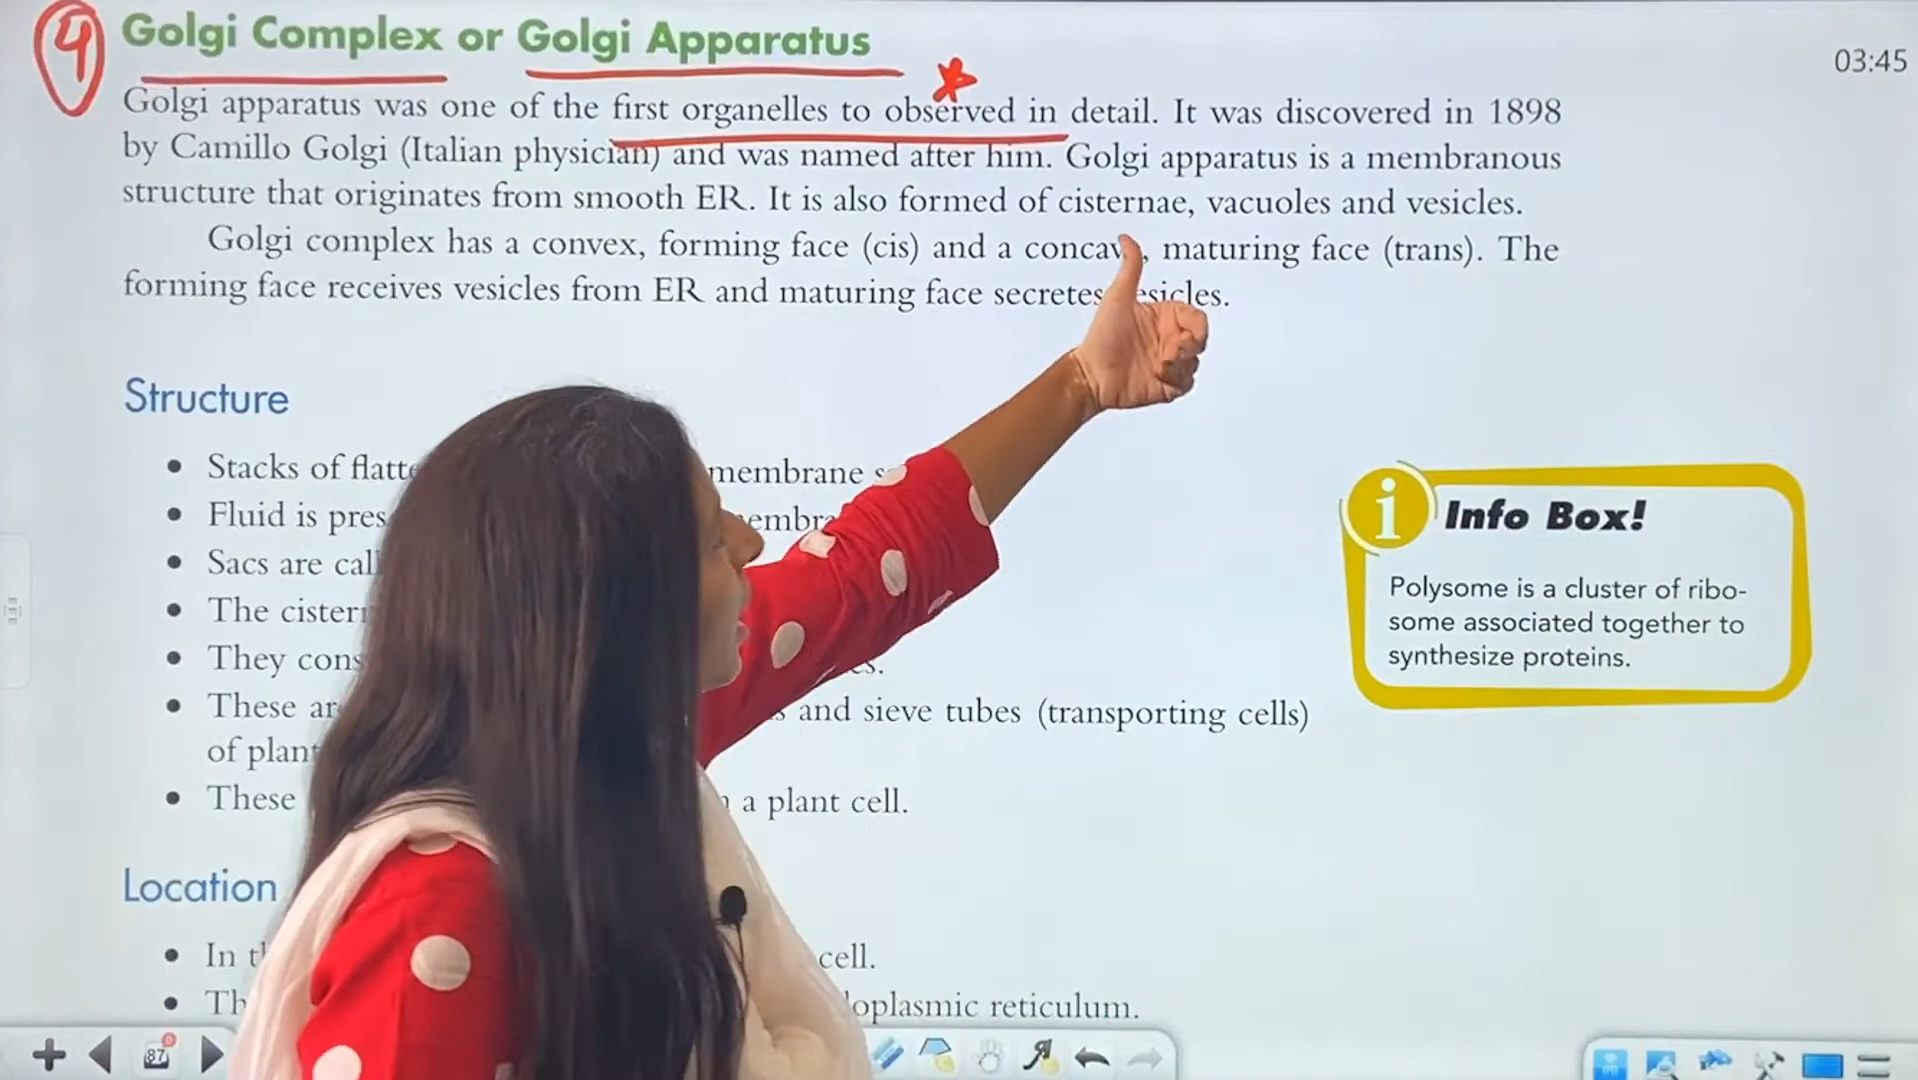 4 Golgi Complex or Golgi Apparatus
03:45
Golgi apparatus was one of the first organelles to observed in detail. It was discovered in 1898
by Camillo Golgi (Italian physician) and was named after him. Golgi apparatus is a membranous
structure that originates from smooth ER. It is also formed of cisternae, vacuoles and vesicles.
Golgi complex has a convex, forming face (cis) and a concav, maturing face (trans). The
forming face receives vesicles from ER and maturing face secretes esicles.
Structure
• Stacks of flatte membrane s
• Fluid is pres embra
• Sacs are call
• The cistern
• They cons es.
• These ar s and sieve tubes (transporting cells)
of plant
• These a plant cell.
i Info Box!
Polysome is a cluster of ribo-
some associated together to
synthesize proteins.
Location
• In th cell.
• Th oplasmic reticulum.
87